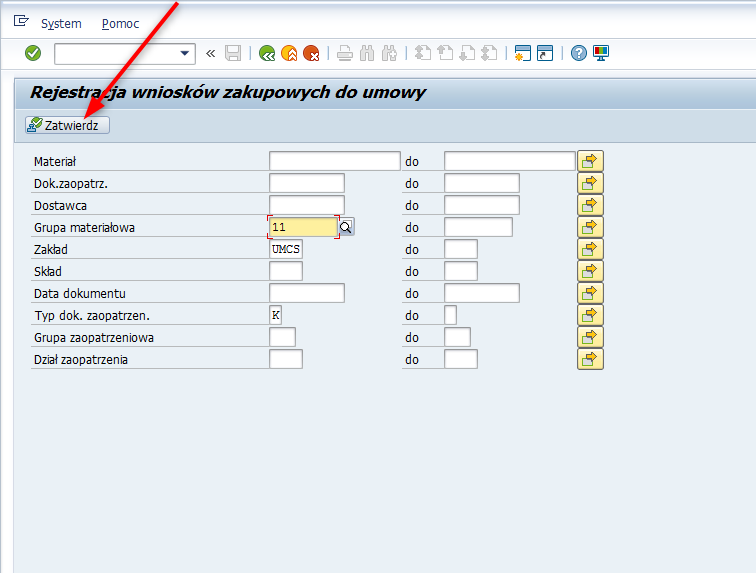 System Pomoc
Rejestracja wniosków zakupowych do umowy
Zatwierdz
Materiał do
Dok.zaopatrz. do
Dostawca do
Grupa materiałowa 11 do
Zakład UMCS do
Skład do
Data dokumentu do
Typ dok. zaopatrzen. K do
Grupa zaopatrzeniowa do
Dział zaopatrzenia do